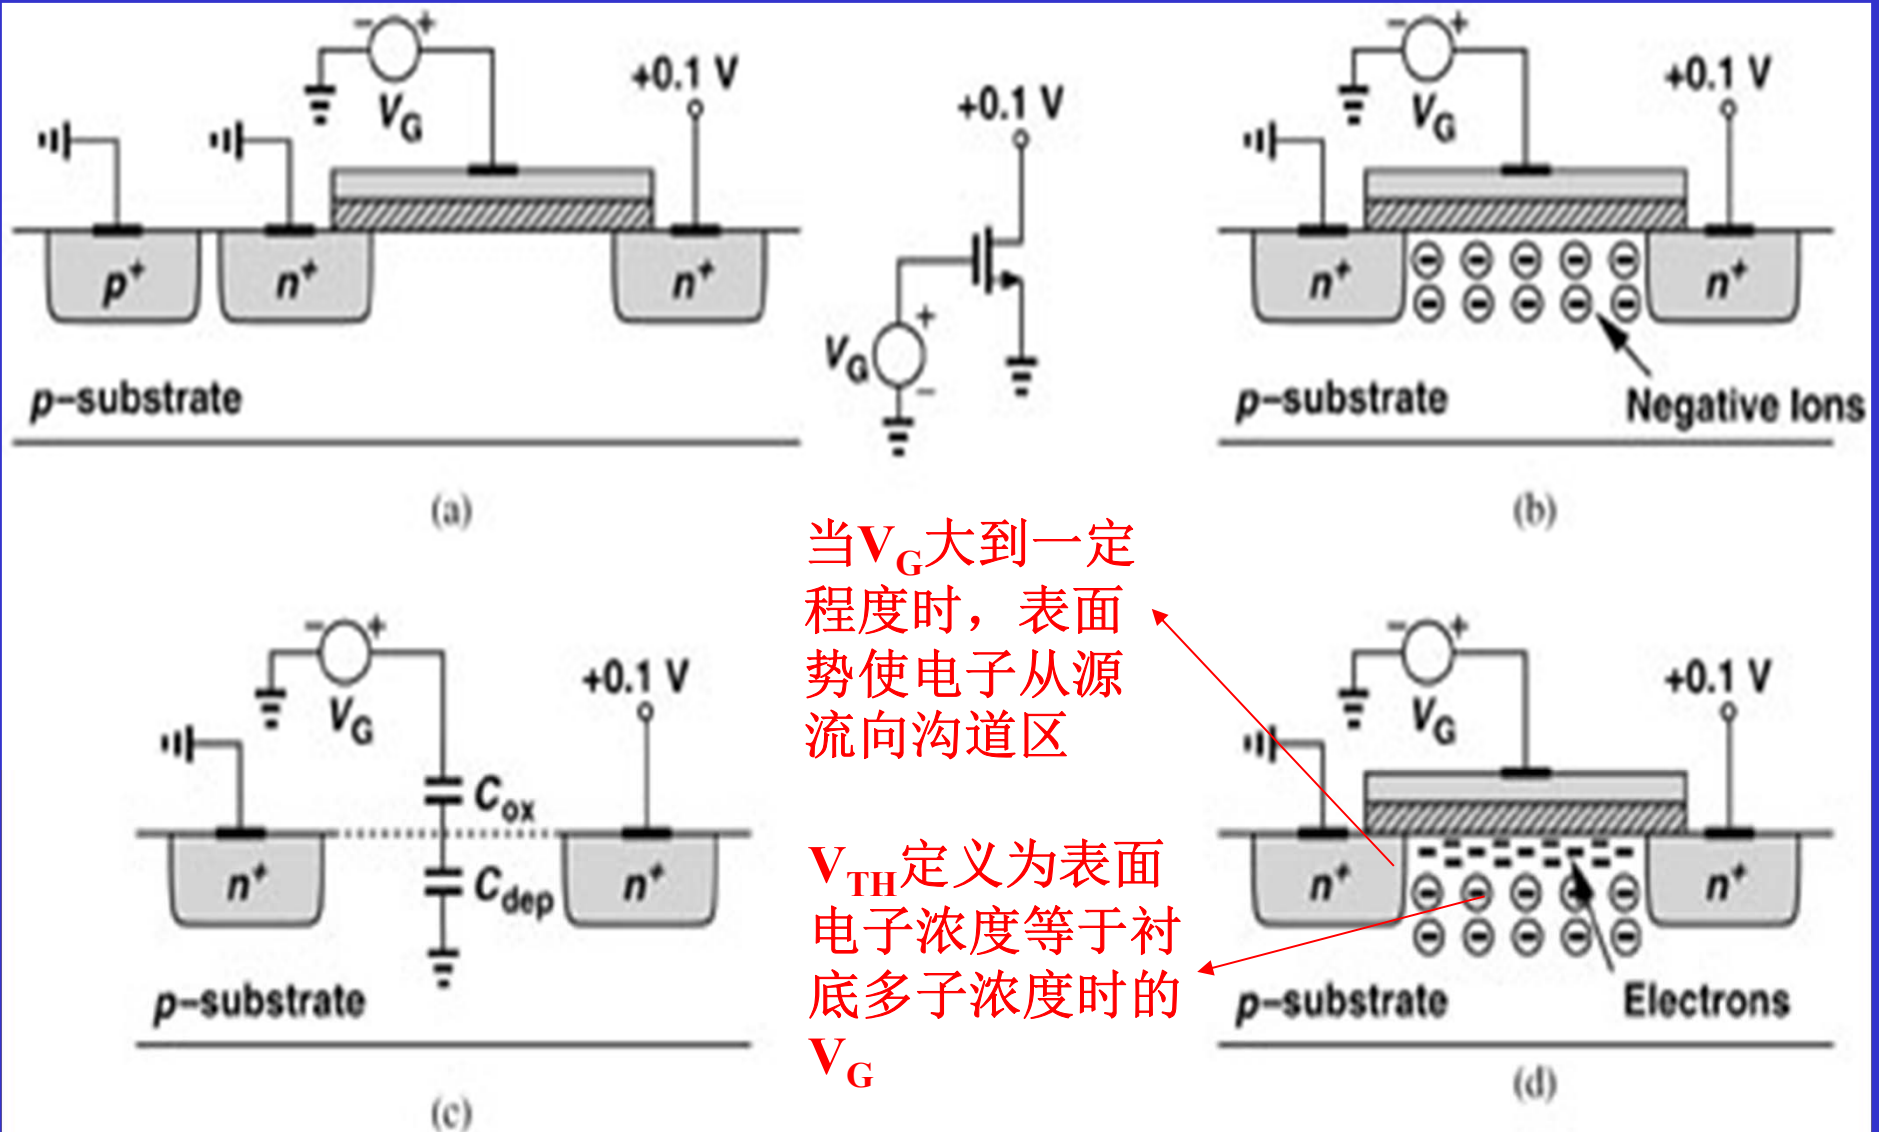 − +
V_G
+0.1 V
p+
n+
n+
p–substrate
(a)
+0.1 V
V_G
+
−
− +
V_G
+0.1 V
n+
n+
p–substrate
Negative Ions
(b)
当V_G大到一定
程度时，表面
势使电子从源
流向沟道区
V_TH定义为表面
电子浓度等于衬
底多子浓度时的
V_G
− +
V_G
+0.1 V
C_ox
C_dep
n+
n+
p–substrate
(c)
− +
V_G
+0.1 V
n+
n+
p–substrate
Electrons
(d)